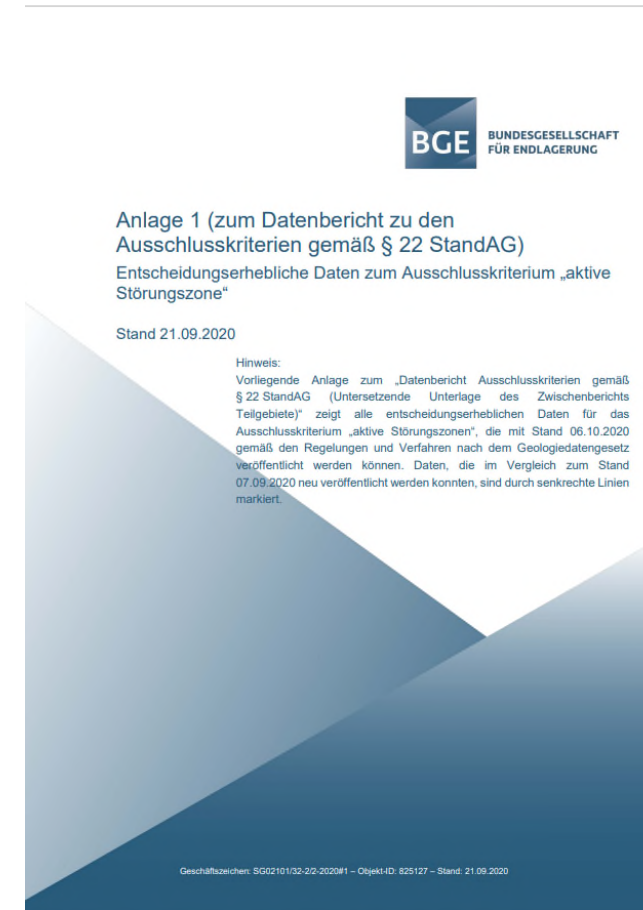 BGE
BUNDESGESELLSCHAFT
FÜR ENDLAGERUNG
Anlage 1 (zum Datenbericht zu den
Ausschlusskriterien gemäß § 22 StandAG)
Entscheidungserhebliche Daten zum Ausschlusskriterium „aktive
Störungszone“
Stand 21.09.2020
Hinweis:
Vorliegende Anlage zum „Datenbericht Ausschlusskriterien gemäß
§ 22 StandAG (Untersetzende Unterlage des Zwischenberichts
Teilgebiete)“ zeigt alle entscheidungserheblichen Daten für das
Ausschlusskriterium „aktive Störungszonen“, die mit Stand 06.10.2020
gemäß den Regelungen und Verfahren nach dem Geologiedatengesetz
veröffentlicht werden können. Daten, die im Vergleich zum Stand
07.09.2020 neu veröffentlicht werden konnten, sind durch senkrechte Linien
markiert.
Geschäftszeichen: SG02101/32-2/2-2020#1 – Objekt-ID: 825127 – Stand: 21.09.2020